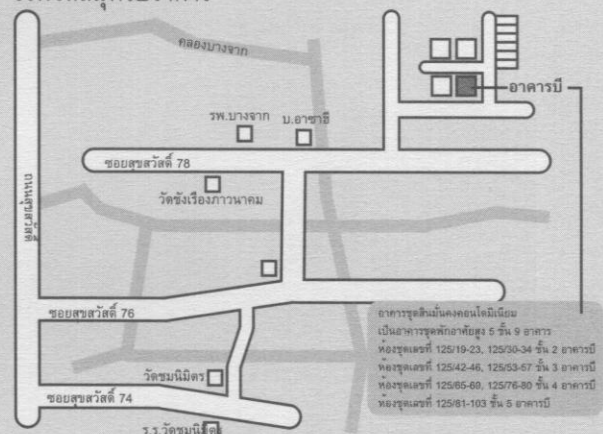 คลองบางจาก
อาคารบี
รพ.บางจาก
บ.อาซาฮี
ซอยสุขสวัสดิ์ 78
ถนนสุขสวัสดิ์
วัดชังเรืองภาวนาคม
ซอยสุขสวัสดิ์ 76
อาคารชุดสินมั่นคงคอนโดมิเนียม
เป็นอาคารชุดพักอาศัยสูง 5 ชั้น 9 อาคาร
ห้องชุดเลขที่ 125/19-23, 125/30-34 ชั้น 2 อาคารบี
ห้องชุดเลขที่ 125/42-46, 125/53-57 ชั้น 3 อาคารบี
ห้องชุดเลขที่ 125/65-69, 125/76-80 ชั้น 4 อาคารบี
ห้องชุดเลขที่ 125/81-103 ชั้น 5 อาคารบี
วัดชมนิมิตร
ซอยสุขสวัสดิ์ 74
ร.ร.วัดชมนิมิตร